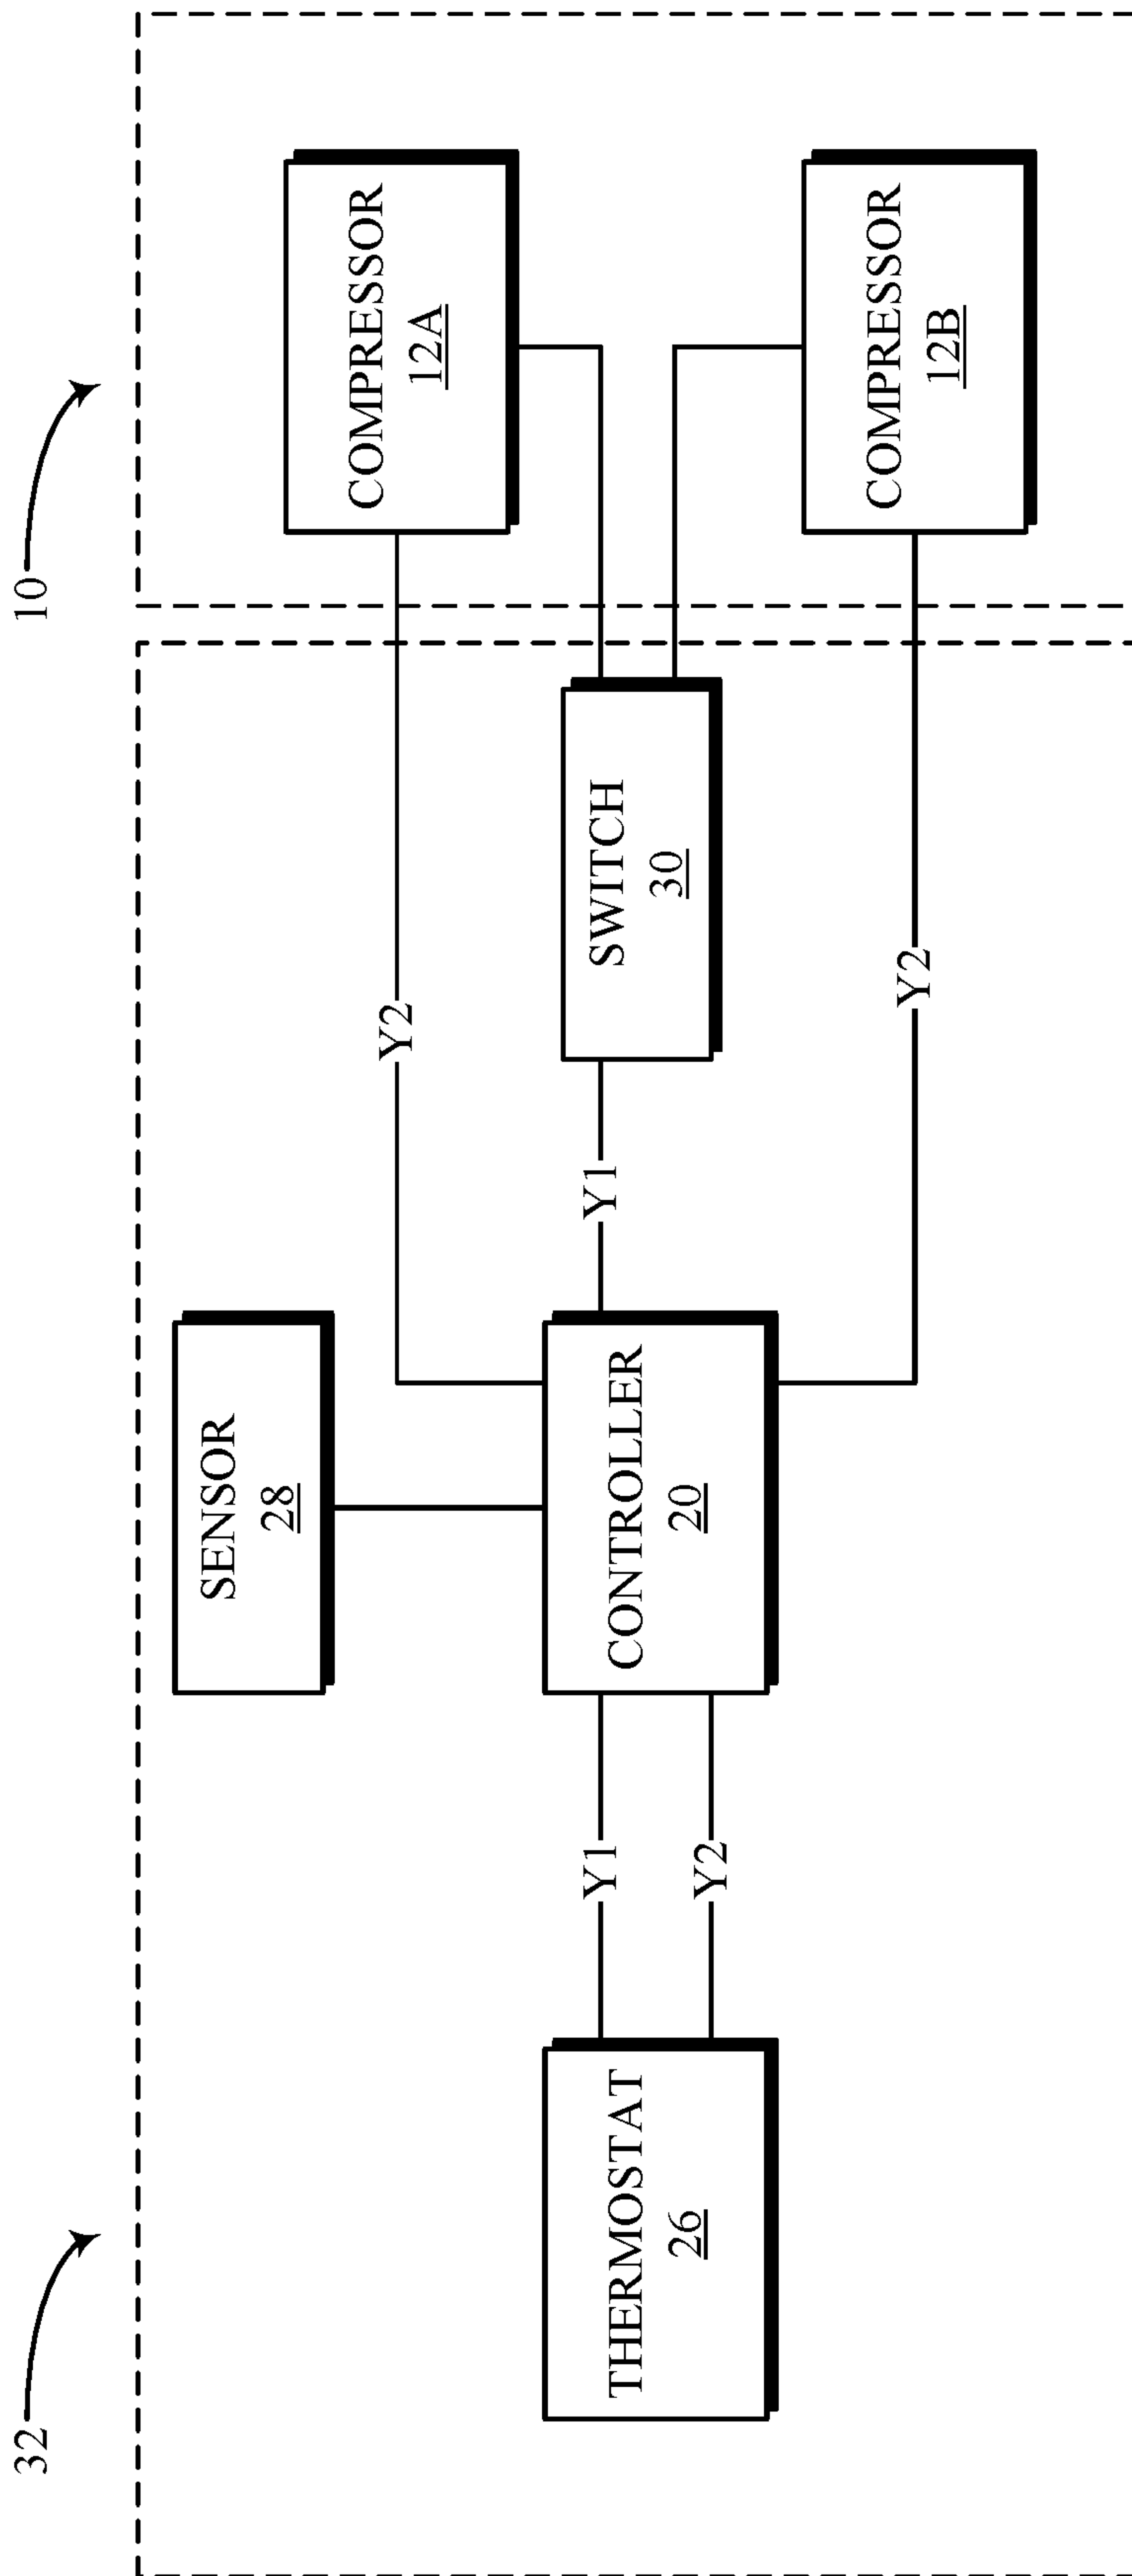 32
10
SENSOR
28
COMPRESSOR
12A
Y2
THERMOSTAT
26
Y1
Y2
CONTROLLER
20
Y1
SWITCH
30
Y2
COMPRESSOR
12B